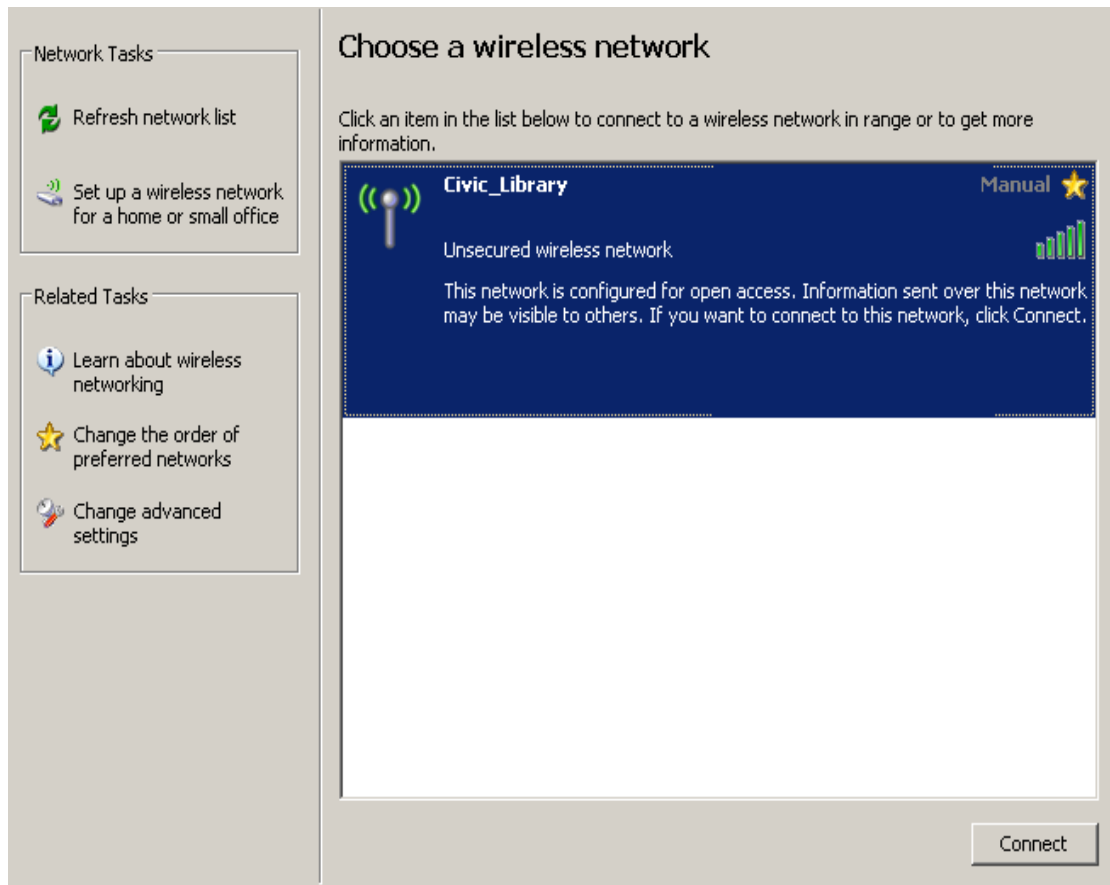 Network Tasks
Refresh network list
Set up a wireless network
for a home or small office
Related Tasks
Learn about wireless
networking
Change the order of
preferred networks
Change advanced
settings
Choose a wireless network
Click an item in the list below to connect to a wireless network in range or to get more
information.
Civic_Library
Manual
Unsecured wireless network
This network is configured for open access. Information sent over this network
may be visible to others. If you want to connect to this network, click Connect.
Connect